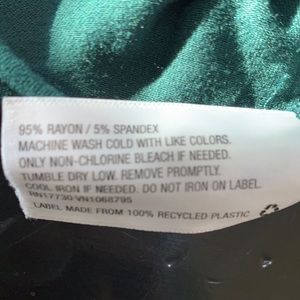 95% RAYON / 5% SPANDEX
MACHINE WASH COLD WITH LIKE COLORS.
ONLY NON-CHLORINE BLEACH IF NEEDED.
TUMBLE DRY LOW. REMOVE PROMPTLY.
COOL IRON IF NEEDED. DO NOT IRON ON LABEL.
RN17730 VN1068795
LABEL MADE FROM 100% RECYCLED PLASTIC